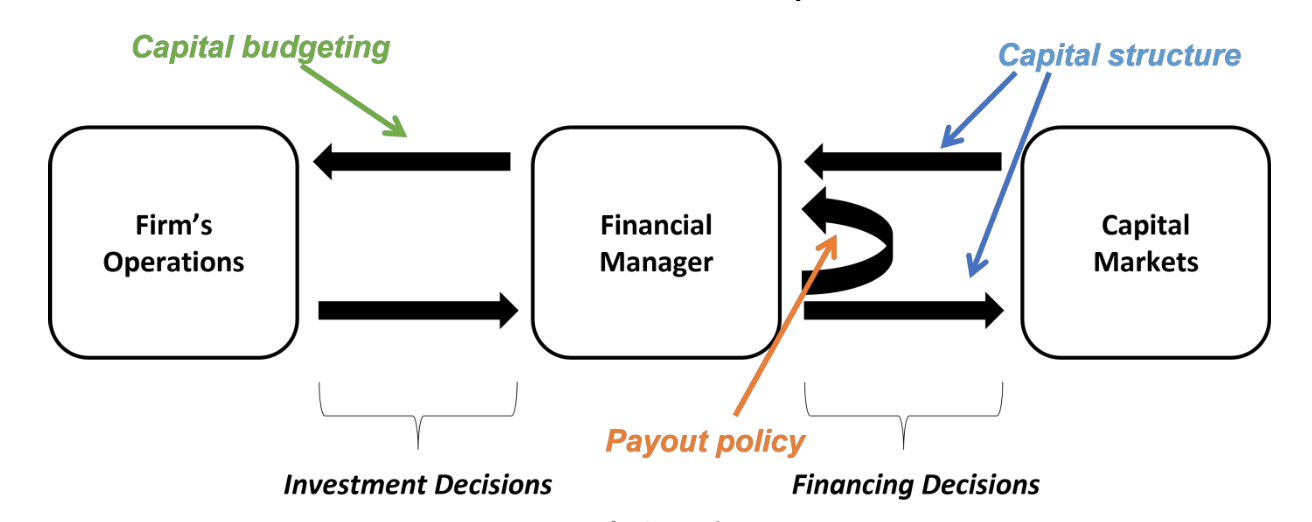 Capital budgeting
Capital structure
Firm's
Operations
Financial
Manager
Capital
Markets
Payout policy
Investment Decisions
Financing Decisions